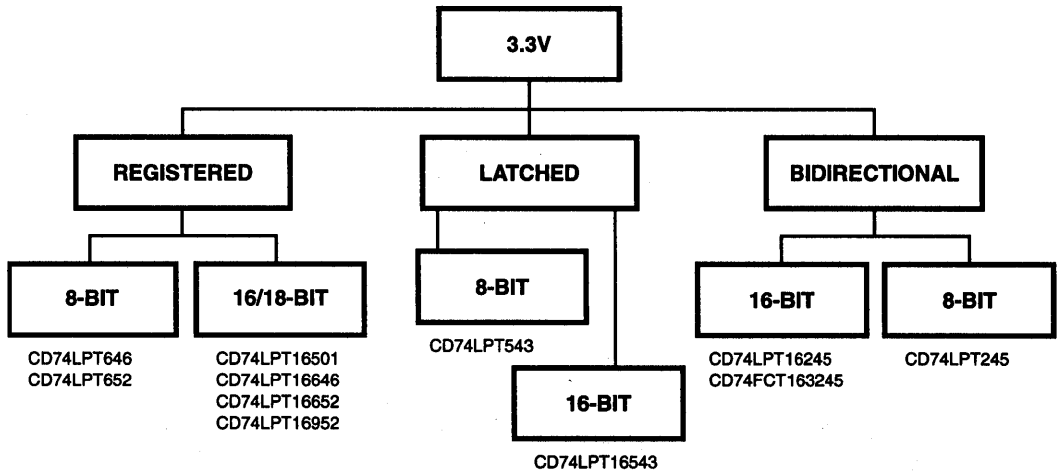 3.3V
REGISTERED
LATCHED
BIDIRECTIONAL
8-BIT
16/18-BIT
8-BIT
16-BIT
8-BIT
CD74LPT646
CD74LPT652
CD74LPT16501
CD74LPT16646
CD74LPT16652
CD74LPT16952
CD74LPT543
16-BIT
CD74LPT16543
CD74LPT16245
CD74FCT163245
CD74LPT245